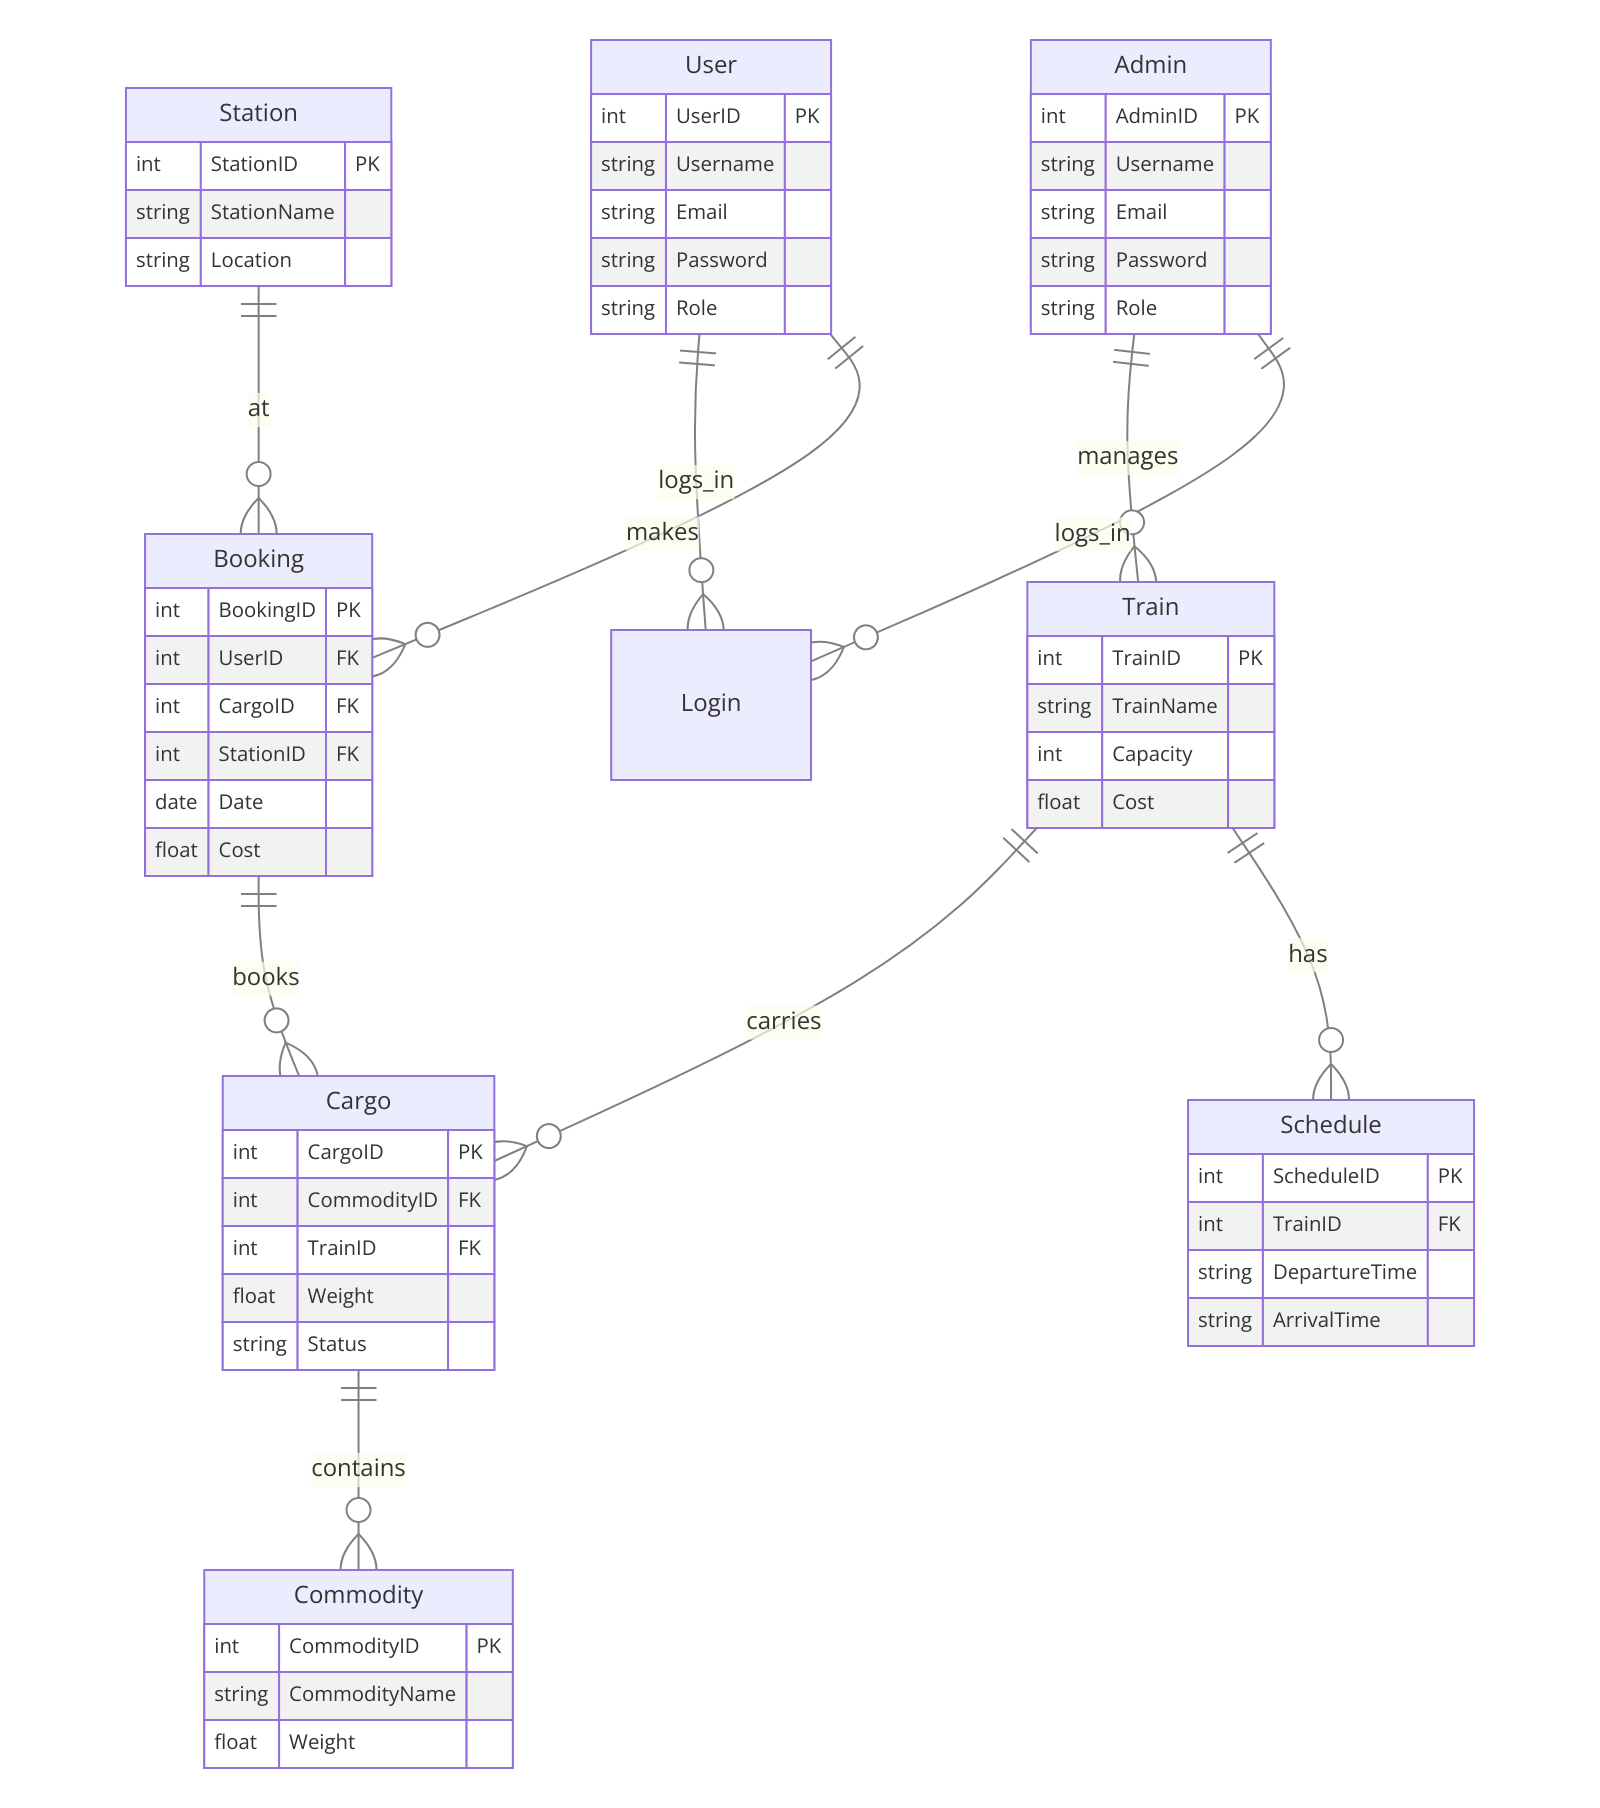 User
int UserID PK
string Username
string Email
string Password
string Role
Admin
int AdminID PK
string Username
string Email
string Password
string Role
Station
int StationID PK
string StationName
string Location
at
logs_in
makes
manages
logs_in
Booking
int BookingID PK
int UserID FK
int CargoID FK
int StationID FK
date Date
float Cost
Login
Train
int TrainID PK
string TrainName
int Capacity
float Cost
books
carries
has
Cargo
int CargoID PK
int CommodityID FK
int TrainID FK
float Weight
string Status
Schedule
int ScheduleID PK
int TrainID FK
string DepartureTime
string ArrivalTime
contains
Commodity
int CommodityID PK
string CommodityName
float Weight